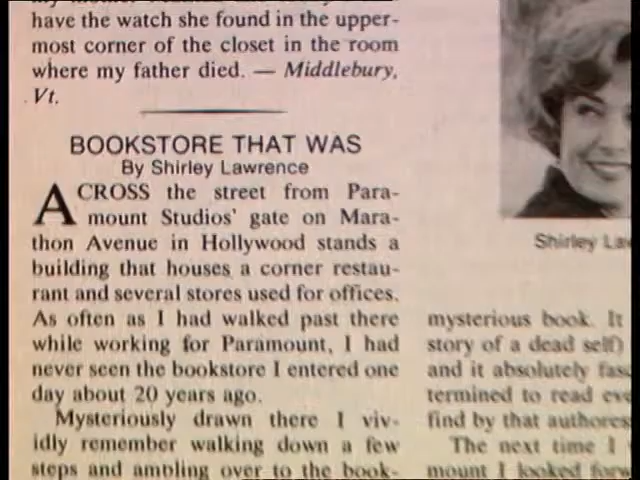 have the watch she found in the upper-
most corner of the closet in the room
where my father died. — Middlebury,
Vt.
BOOKSTORE THAT WAS
By Shirley Lawrence
ACROSS the street from Para-
mount Studios' gate on Mara-
thon Avenue in Hollywood stands a
building that houses a corner restau-
rant and several stores used for offices.
As often as I had walked past there
while working for Paramount, I had
never seen the bookstore I entered one
day about 20 years ago.
Mysteriously drawn there I viv-
idly remember walking down a few
steps and ambling over to the book-
Shirley La
mysterious book. It
story of a dead self)
and it absolutely fas
termined to read eve
find by that authores
The next time I
mount I looked forw